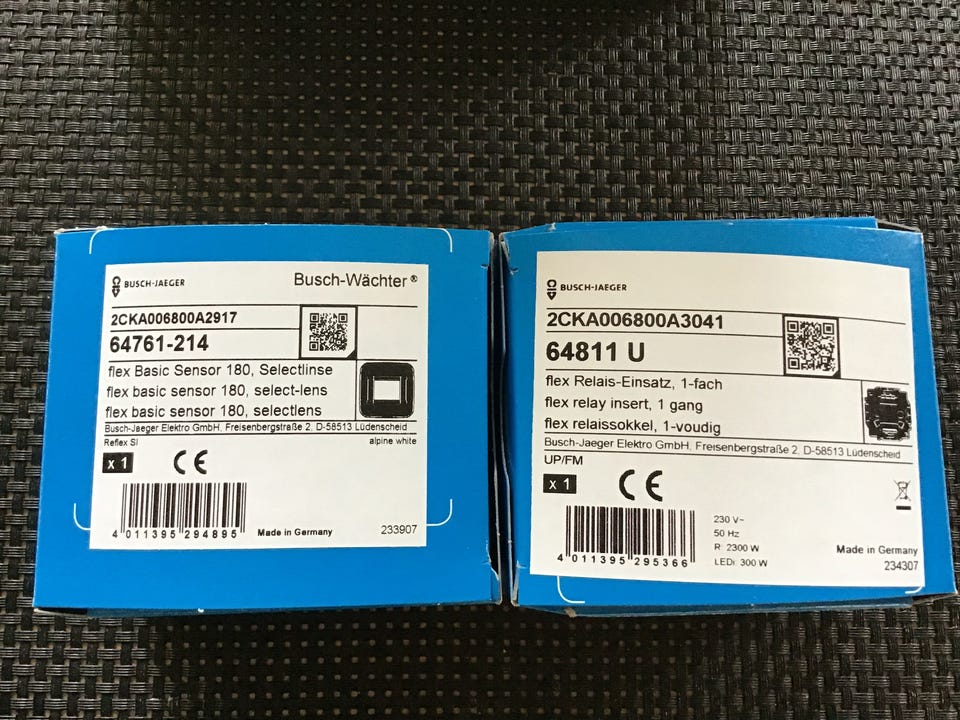 BUSCH-JAEGER
Busch-Wächter®
2CKA006800A2917
64761-214
flex Basic Sensor 180, Selectlinse
flex basic sensor 180, select-lens
flex basic sensor 180, selectlens
Busch-Jaeger Elektro GmbH, Freisenbergstraße 2, D-58513 Lüdenscheid
Reflex SI
alpine white
x 1
CE
4 011395 294895
Made in Germany
233907
BUSCH-JAEGER
2CKA006800A3041
64811 U
flex Relais-Einsatz, 1-fach
flex relay insert, 1 gang
flex relaissokkel, 1-voudig
Busch-Jaeger Elektro GmbH, Freisenbergstraße 2, D-58513 Lüdenscheid
UP/FM
x 1
CE
4 011395 295366
230 V~
50 Hz
R: 2300 W
LEDi: 300 W
Made in Germany
234307